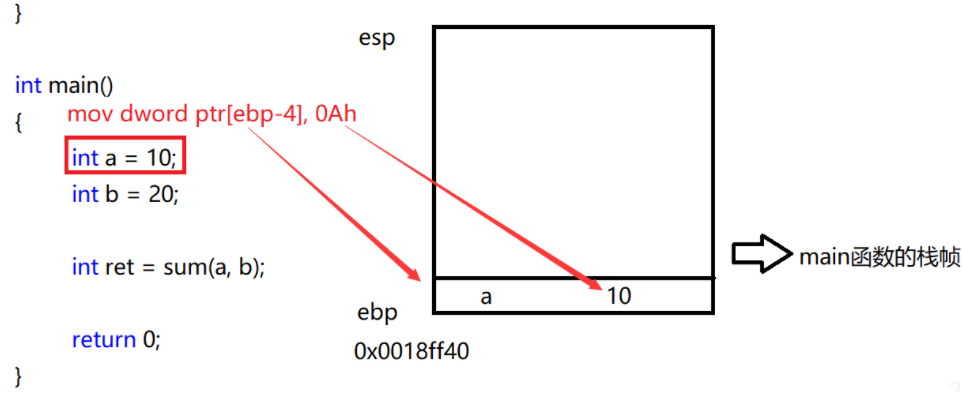 }
int main()
mov dword ptr[ebp-4], 0Ah
{
int a = 10;
int b = 20;
int ret = sum(a, b);
return 0;
}
esp
a 10
ebp
0x0018ff40
main函数的栈帧